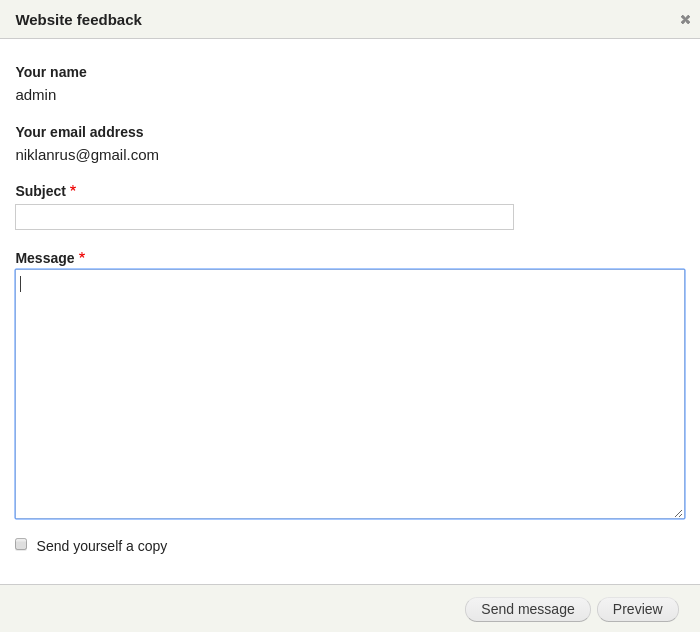 Website feedback
Your name
admin
Your email address
niklanrus@gmail.com
Subject *
Message *
Send yourself a copy
Send message
Preview